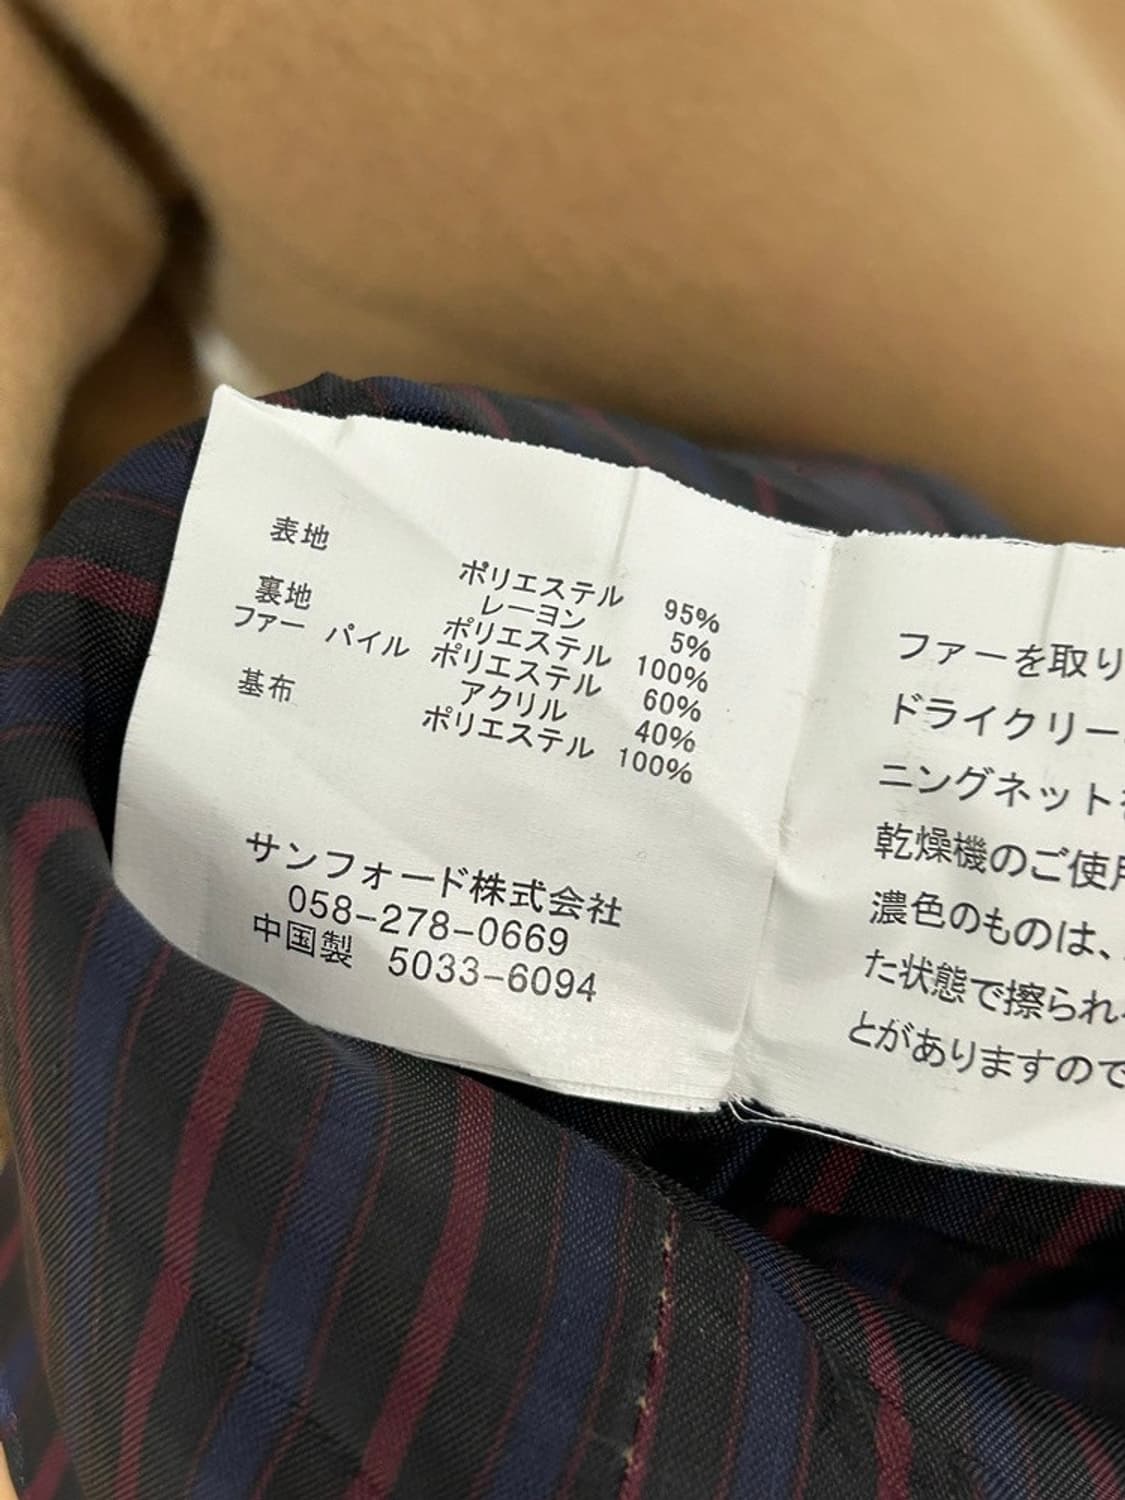 表地 ポリエステル 95%
レーヨン 5%
裏地 ポリエステル 100%
ファー パイル ポリエステル 60%
アクリル 40%
基布 ポリエステル 100%
サンフォード株式会社
058-278-0669
中国製 5033-6094
ファーを取り
ドライクリー
ニングネット
乾燥機のご使用
濃色のものは、
た状態で擦られ
とがありますので